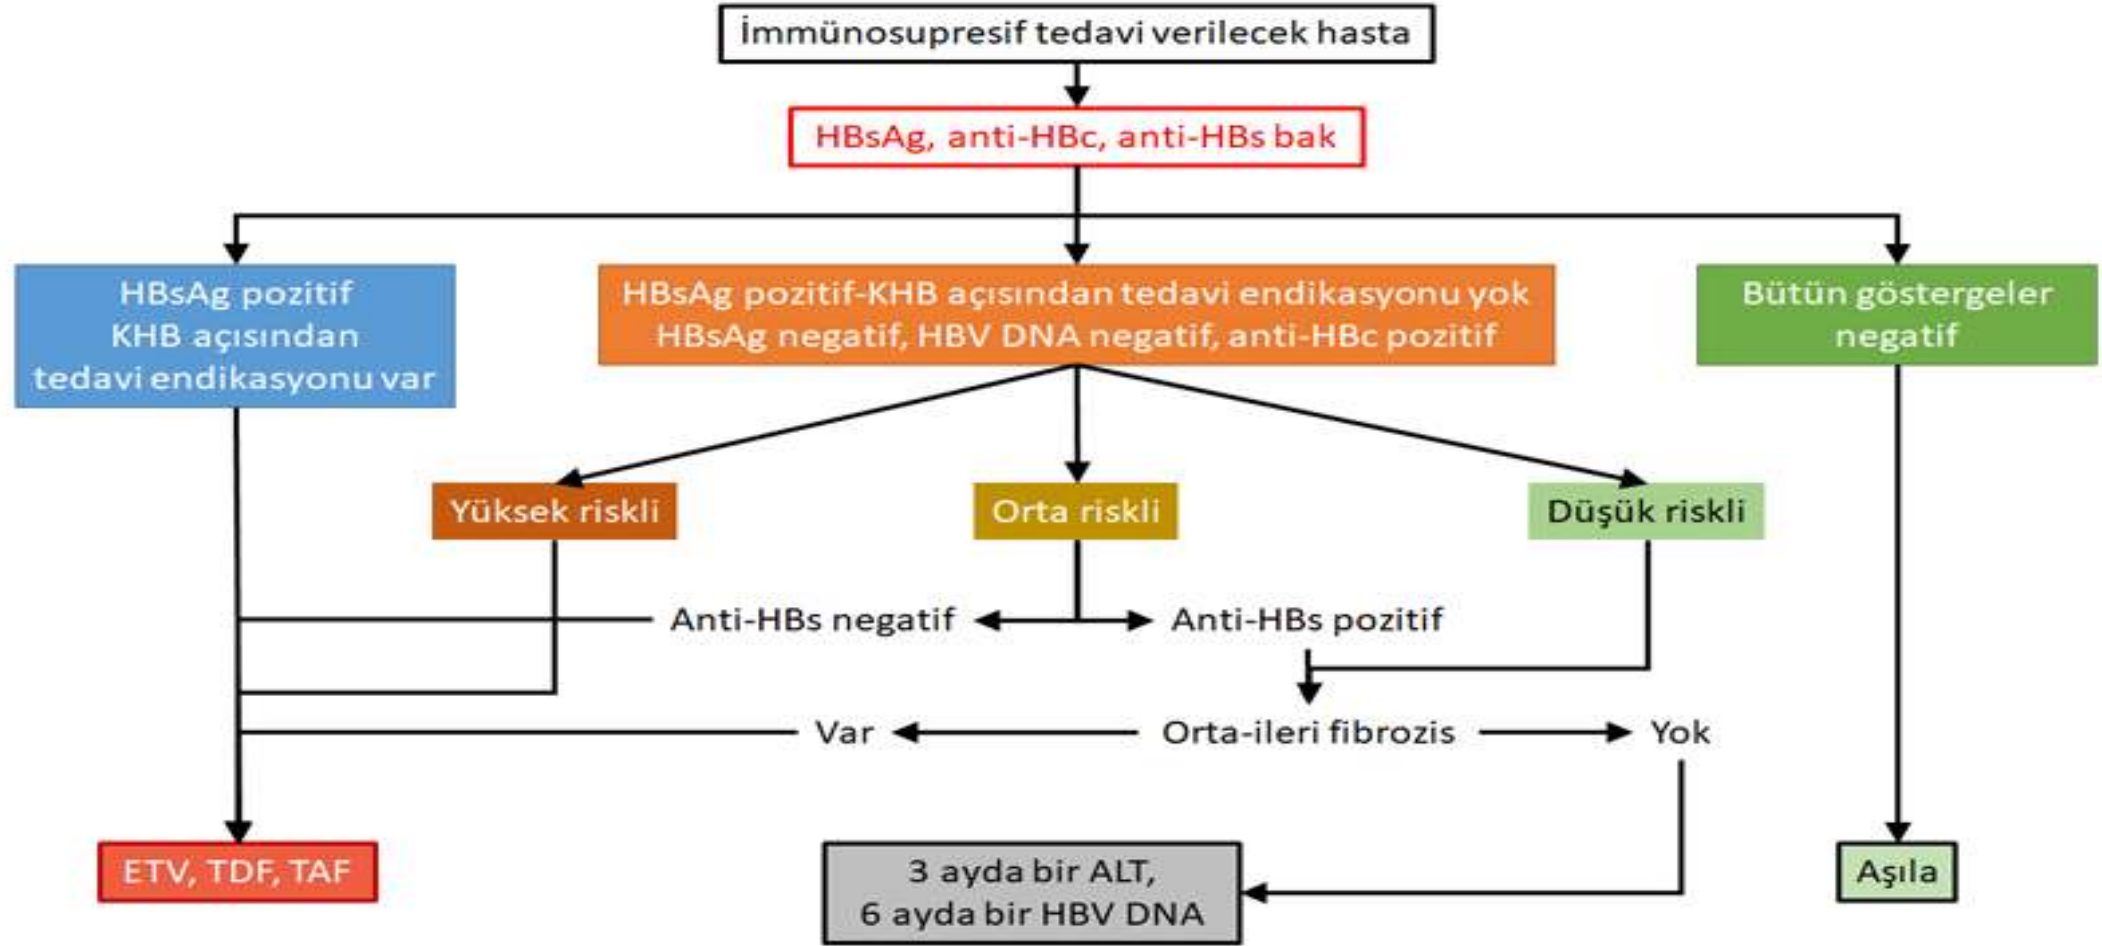 İmmünosupresif tedavi verilecek hasta
HBsAg, anti-HBc, anti-HBs bak
HBsAg pozitif
KHB açısından
tedavi endikasyonu var
HBsAg pozitif-KHB açısından tedavi endikasyonu yok
HBsAg negatif, HBV DNA negatif, anti-HBc pozitif
Bütün göstergeler
negatif
Yüksek riskli
Orta riskli
Düşük riskli
Anti-HBs negatif
Anti-HBs pozitif
Var
Orta-ileri fibrozis
Yok
ETV, TDF, TAF
3 ayda bir ALT,
6 ayda bir HBV DNA
Aşıla